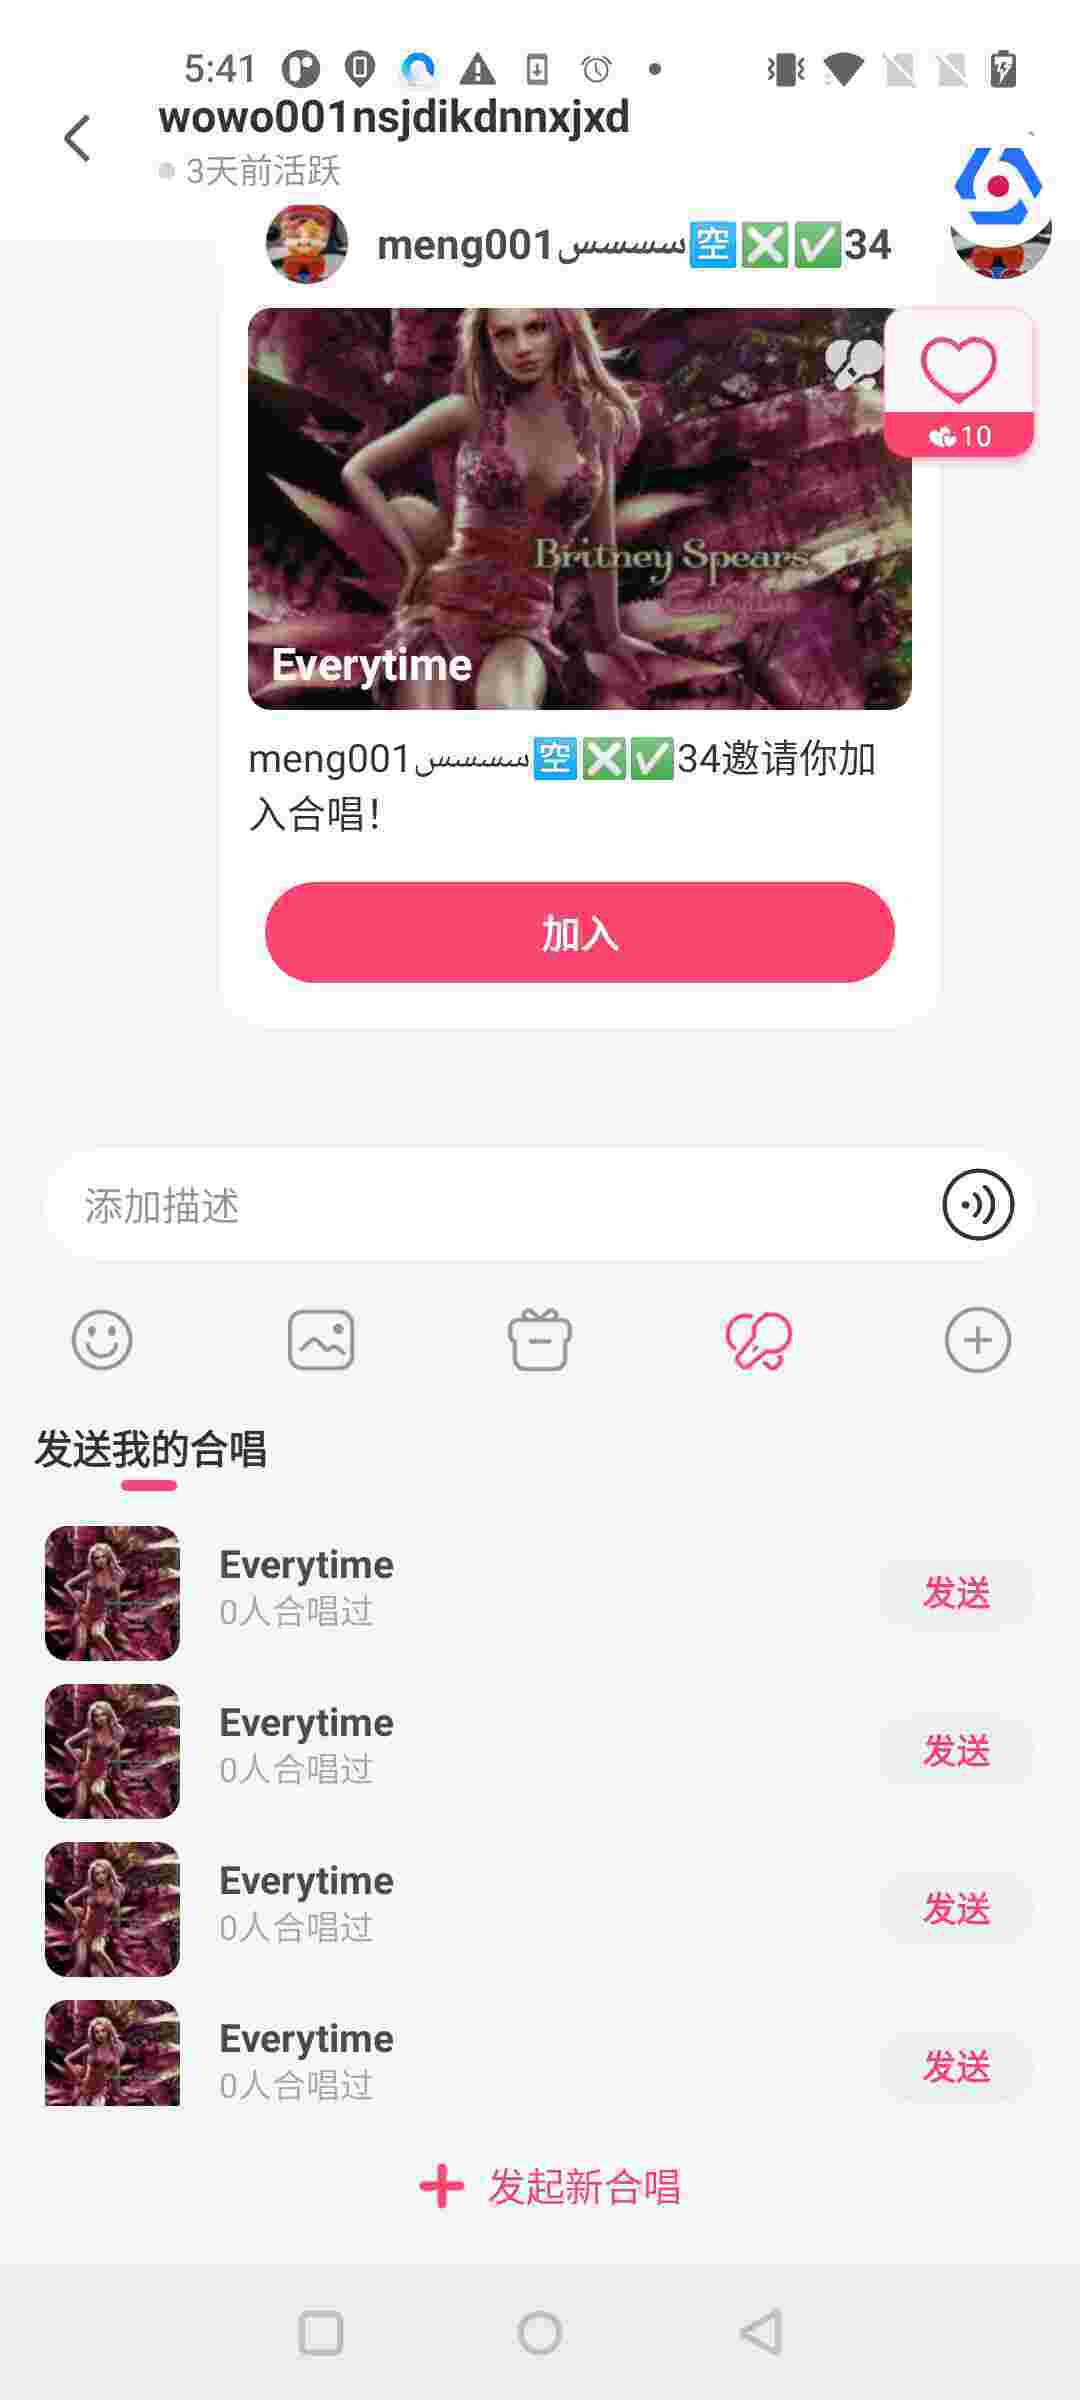 5:41
wowo001nsjdikdnnxjxd
3天前活跃
meng001سسسس🈳❎✅34
10
Britney Spears
Everytime
meng001سسسس🈳❎✅34邀请你加
入合唱！
加入
添加描述
发送我的合唱
Everytime
0人合唱过
发送
Everytime
0人合唱过
发送
Everytime
0人合唱过
发送
Everytime
0人合唱过
发送
发起新合唱